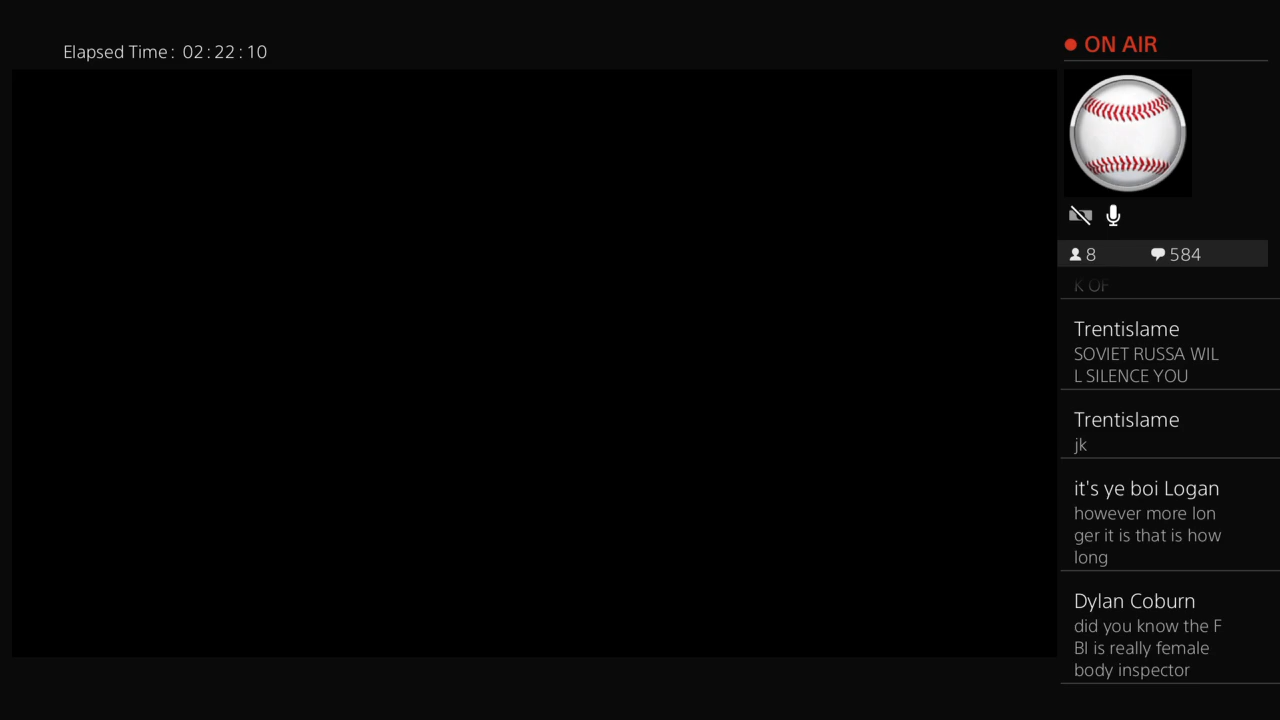 Elapsed Time: 02:22:10
ON AIR
8 584
K OF
Trentislame
SOVIET RUSSA WIL
L SILENCE YOU
Trentislame
jk
it's ye boi Logan
however more lon
ger it is that is how
long
Dylan Coburn
did you know the F
BI is really female
body inspector